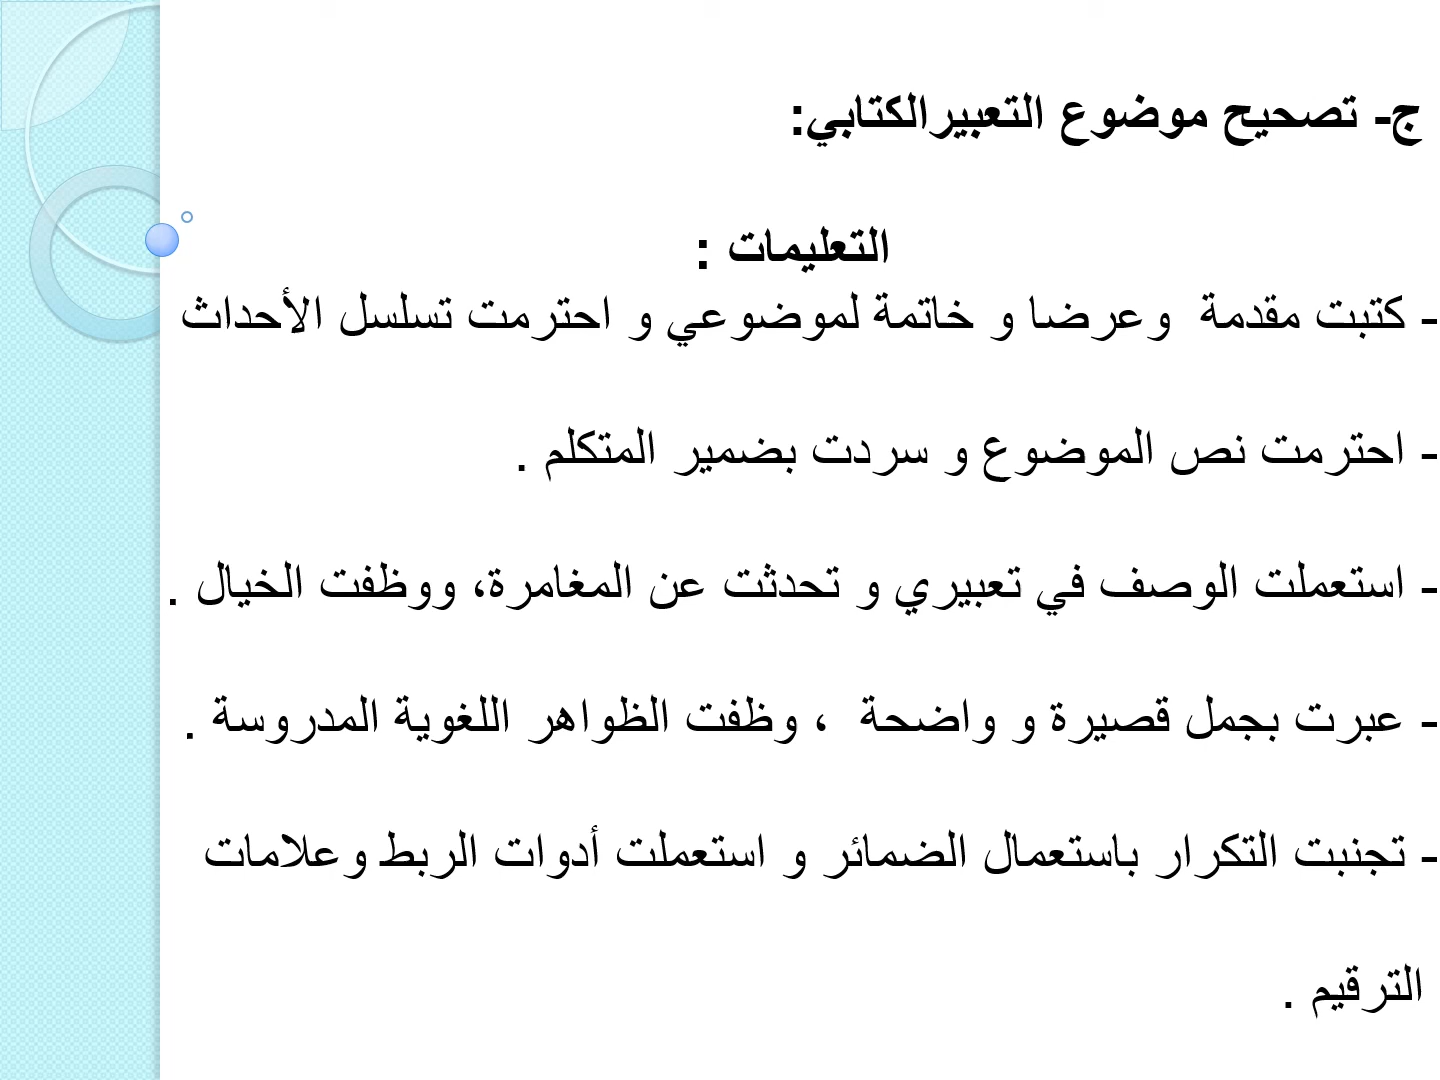 ج- تصحيح موضوع التعبيرالكتابي:
التعليمات :
- كتبت مقدمة وعرضا و خاتمة لموضوعي و احترمت تسلسل الأحداث
- احترمت نص الموضوع و سردت بضمير المتكلم .
- استعملت الوصف في تعبيري و تحدثت عن المغامرة، ووظفت الخيال .
- عبرت بجمل قصيرة و واضحة ، وظفت الظواهر اللغوية المدروسة .
- تجنبت التكرار باستعمال الضمائر و استعملت أدوات الربط وعلامات
الترقيم .